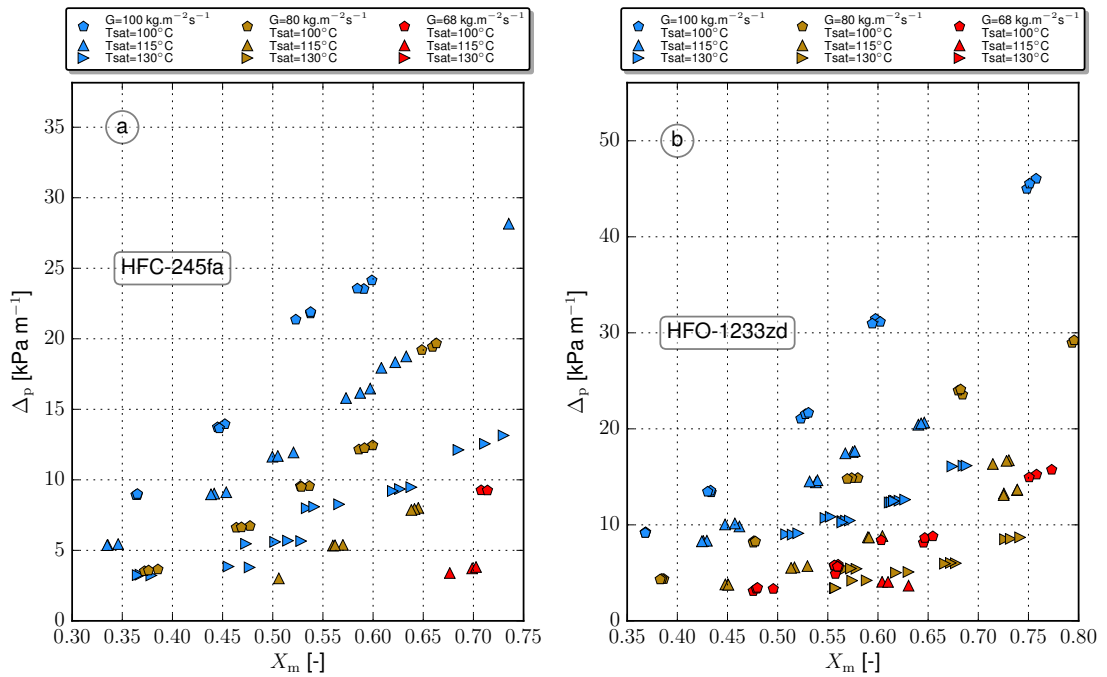 G=100 kg.m⁻²s⁻¹ G=80 kg.m⁻²s⁻¹ G=68 kg.m⁻²s⁻¹
Tsat=100°C Tsat=100°C Tsat=100°C
Tsat=115°C Tsat=115°C Tsat=115°C
Tsat=130°C Tsat=130°C Tsat=130°C
a
HFC-245fa
35
30
25
20
15
10
5
0
Δp [kPa m⁻¹]
0.30 0.35 0.40 0.45 0.50 0.55 0.60 0.65 0.70 0.75
Xm [-]
G=100 kg.m⁻²s⁻¹ G=80 kg.m⁻²s⁻¹ G=68 kg.m⁻²s⁻¹
Tsat=100°C Tsat=100°C Tsat=100°C
Tsat=115°C Tsat=115°C Tsat=115°C
Tsat=130°C Tsat=130°C Tsat=130°C
b
HFO-1233zd
50
40
30
20
10
0
Δp [kPa m⁻¹]
0.35 0.40 0.45 0.50 0.55 0.60 0.65 0.70 0.75 0.80
Xm [-]